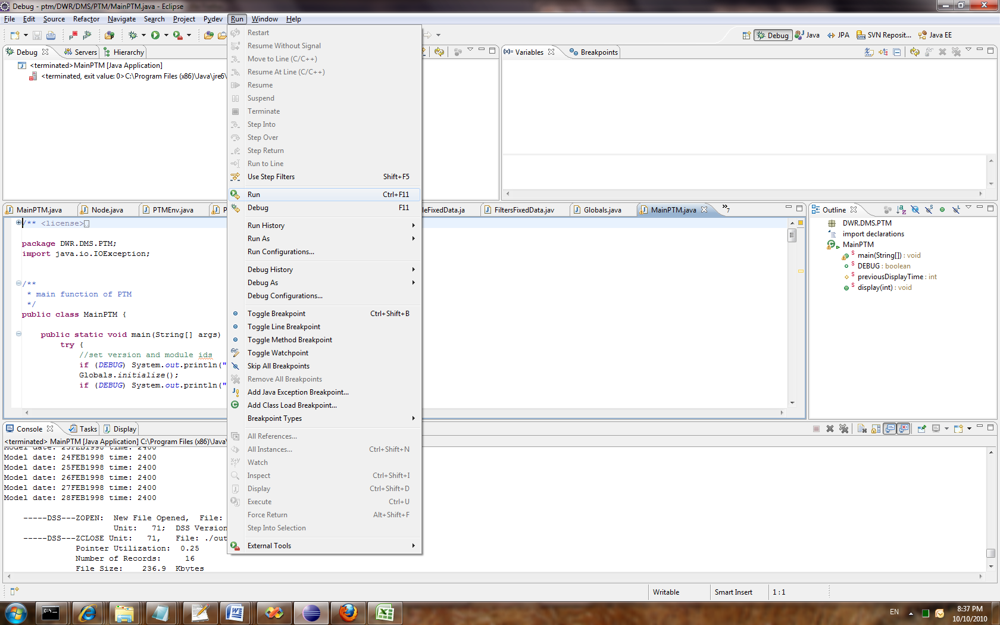 Debug - ptm/DWR/DMS/PTM/MainPTM.java - Eclipse
File Edit Source Refactor Navigate Search Project Pydev Run Window Help
Debug Java JPA SVN Reposit... Java EE
Debug Servers Hierarchy
<terminated>MainPTM [Java Application]
<terminated, exit value: 0>C:\Program Files (x86)\Java\jre6\
Variables Breakpoints
Restart
Resume Without Signal
Move to Line (C/C++)
Resume At Line (C/C++)
Resume
Suspend
Terminate
Step Into
Step Over
Step Return
Run to Line
Use Step Filters Shift+F5
Run Ctrl+F11
Debug F11
Run History
Run As
Run Configurations...
Debug History
Debug As
Debug Configurations...
Toggle Breakpoint Ctrl+Shift+B
Toggle Line Breakpoint
Toggle Method Breakpoint
Toggle Watchpoint
Skip All Breakpoints
Remove All Breakpoints
Add Java Exception Breakpoint...
Add Class Load Breakpoint...
Breakpoint Types
All References...
All Instances... Ctrl+Shift+N
Watch
Inspect Ctrl+Shift+I
Display Ctrl+Shift+D
Execute Ctrl+U
Force Return Alt+Shift+F
Step Into Selection
External Tools
MainPTM.java Node.java PTMEnv.java P leFixedData.ja FiltersFixedData.jav Globals.java MainPTM.java »7
/** <license>
package DWR.DMS.PTM;
import java.io.IOException;
/**
* main function of PTM
*/
public class MainPTM {
public static void main(String[] args)
try {
//set version and module ids
if (DEBUG) System.out.println("
Globals.initialize();
if (DEBUG) System.out.println("
Outline
DWR.DMS.PTM
import declarations
MainPTM
main(String[]) : void
DEBUG : boolean
previousDisplayTime : int
display(int) : void
Console Tasks Display
<terminated> MainPTM [Java Application] C:\Program Files (x86)\Java\
Model date: 23FEB1998 time: 2400
Model date: 24FEB1998 time: 2400
Model date: 25FEB1998 time: 2400
Model date: 26FEB1998 time: 2400
Model date: 27FEB1998 time: 2400
Model date: 28FEB1998 time: 2400
-----DSS---ZOPEN: New File Opened, File:
Unit: 71; DSS Version
-----DSS---ZCLOSE Unit: 71, File: ./out
Pointer Utilization: 0.25
Number of Records: 16
File Size: 236.9 Kbytes
Writable Smart Insert 1 : 1
EN 8:37 PM
10/10/2010